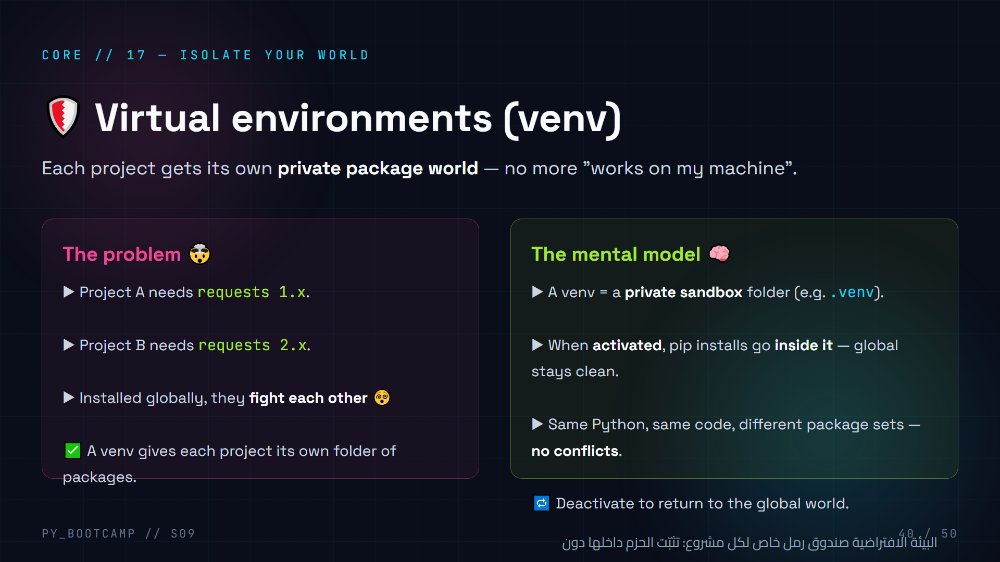 CORE // 17 — ISOLATE YOUR WORLD
🛡️ Virtual environments (venv)
Each project gets its own private package world — no more ”works on my machine”.
The problem 🤯
▶ Project A needs requests 1.x.
▶ Project B needs requests 2.x.
▶ Installed globally, they fight each other 😵‍💫
✅ A venv gives each project its own folder of
packages.
The mental model 🧠
▶ A venv = a private sandbox folder (e.g. .venv).
▶ When activated, pip installs go inside it — global
stays clean.
▶ Same Python, same code, different package sets —
no conflicts.
🔁 Deactivate to return to the global world.
البيئة الافتراضية صندوق رمل خاص لكل مشروع: تثبّت الحزم داخلها دون
PY_BOOTCAMP // S09
40 / 50